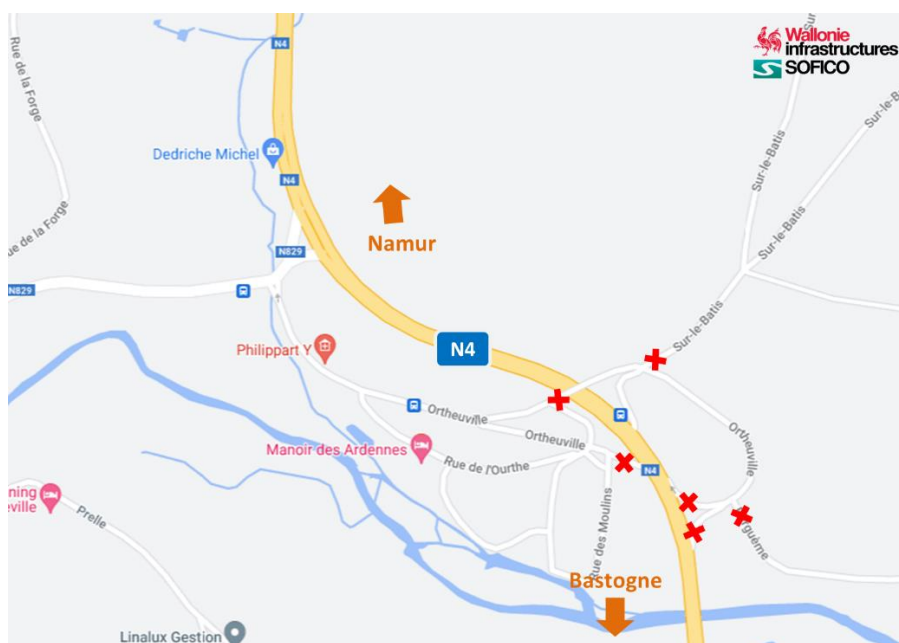 Wallonie
infrastructures
SOFICO
Rue de la Forge
N4
Sur-le-Batis
Sur-le-Batis
Dedriche Michel
N4
Rue de la Forge
Namur
N829
Sur-le-Batis
N829
Sur-le-Batis
Philippart Y
N4
Ortheuville
Ortheuville
Ortheuville
Manoir des Ardennes
Rue de l'Ourthe
N4
Prelle
Rue des Moulins
Bastogne
Linalux Gestion